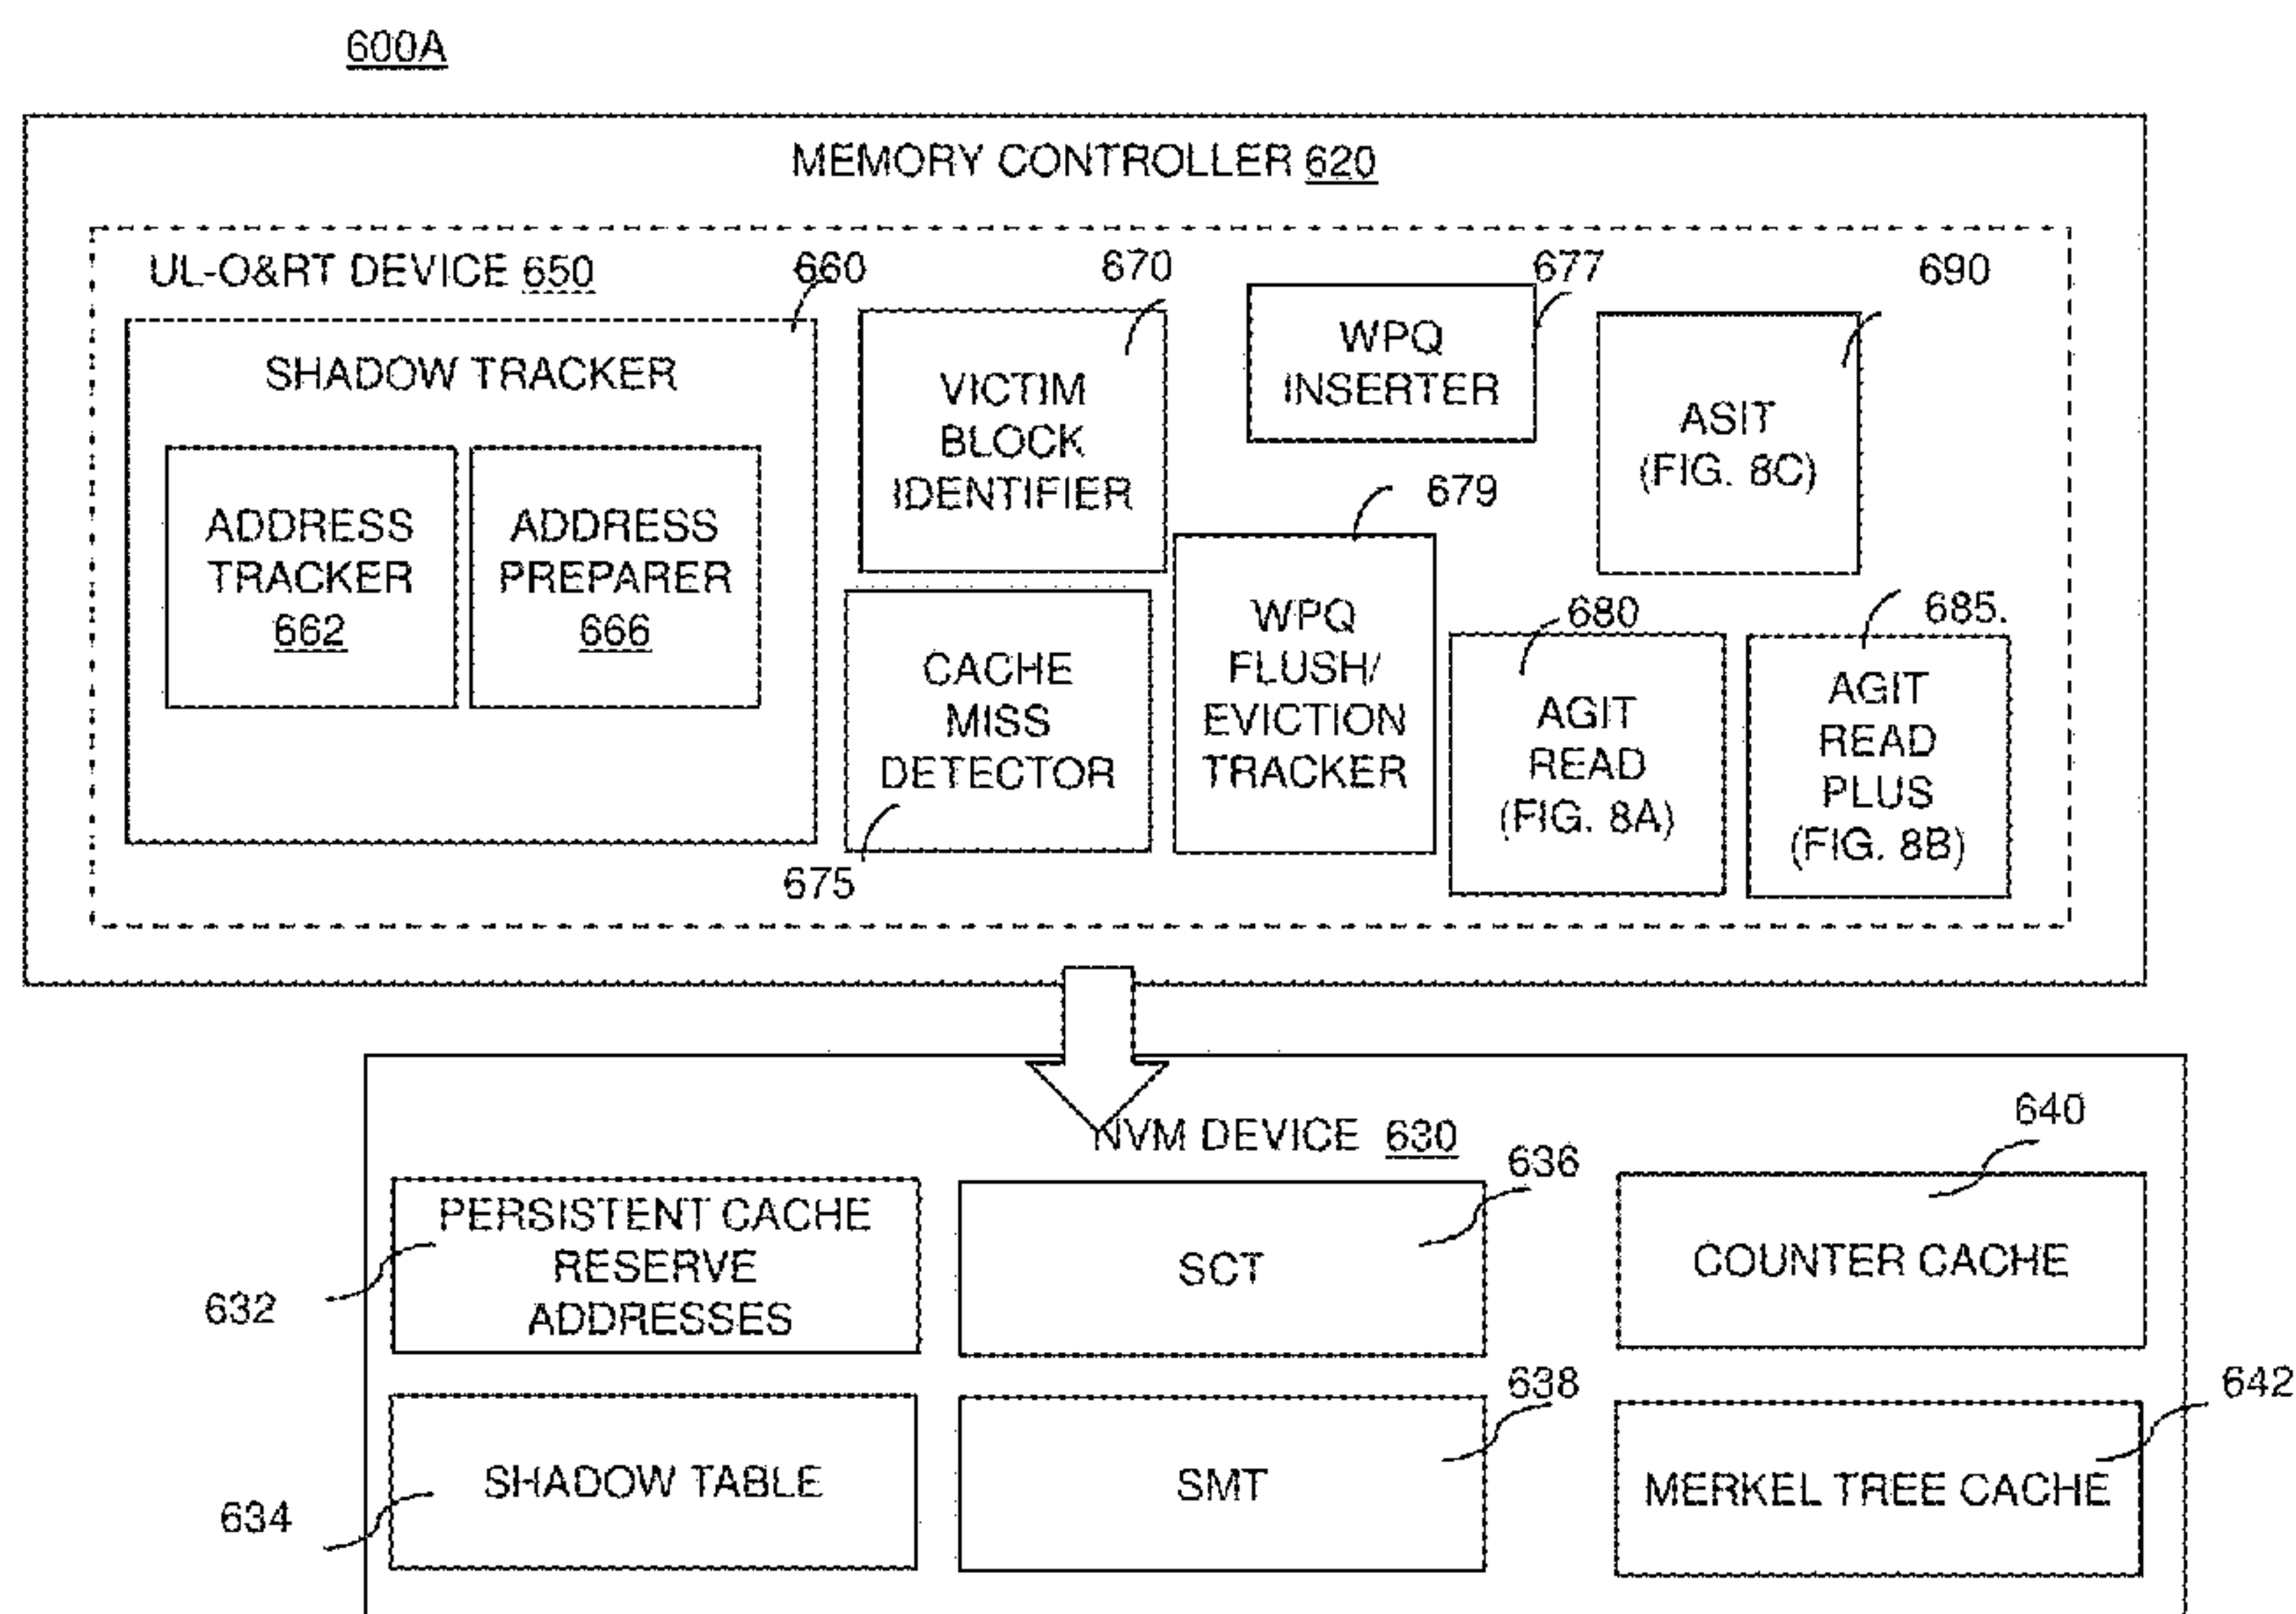 600A
MEMORY CONTROLLER 620
UL-O&RT DEVICE 650
660
670
677
690
SHADOW TRACKER
ADDRESS
TRACKER
662
ADDRESS
PREPARER
666
VICTIM
BLOCK
IDENTIFIER
WPQ
INSERTER
ASIT
(FIG. 8C)
679
CACHE
MISS
DETECTOR
675
WPQ
FLUSH/
EVICTION
TRACKER
680
AGIT
READ
(FIG. 8A)
685.
AGIT
READ
PLUS
(FIG. 8B)
NVM DEVICE 630
632
PERSISTENT CACHE
RESERVE
ADDRESSES
636
SCT
640
COUNTER CACHE
634
SHADOW TABLE
638
SMT
642
MERKEL TREE CACHE